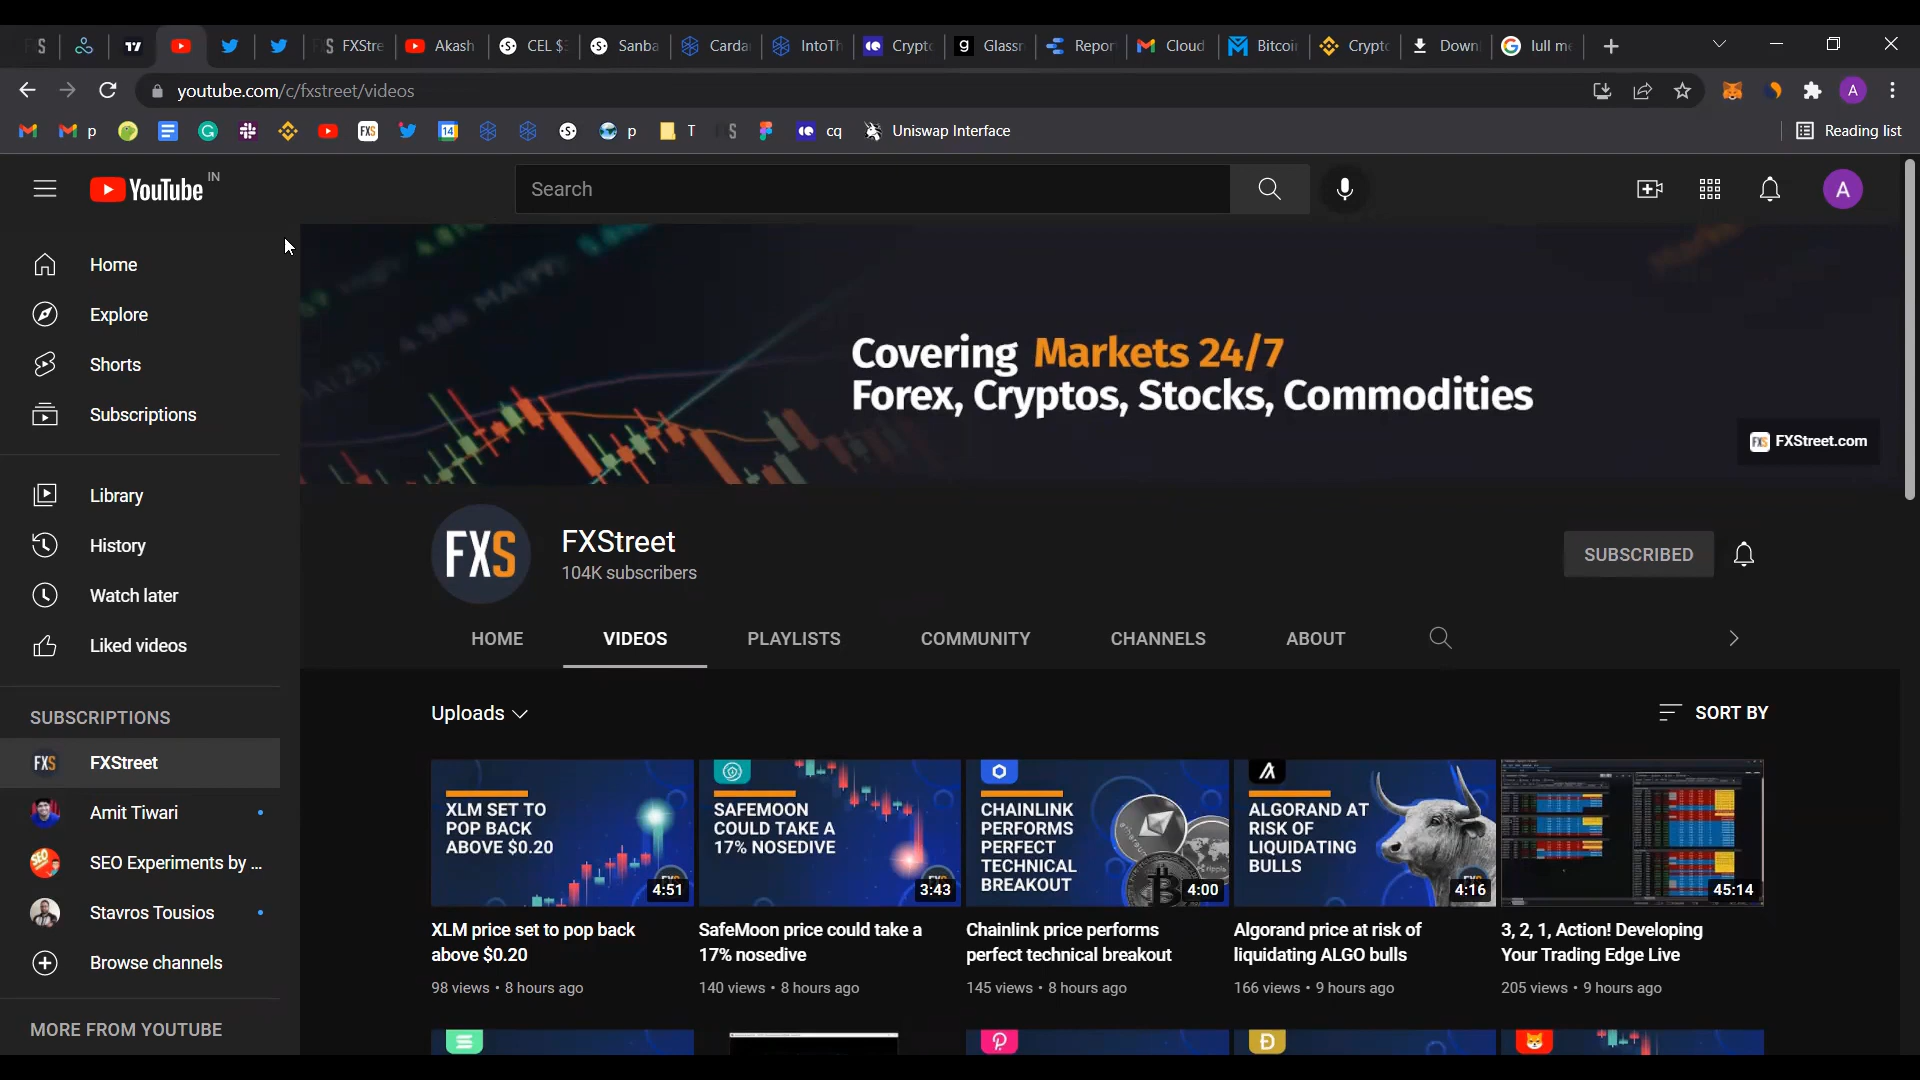 FXStre
Akash
CEL $
Sanba
Carda
IntoTh
Crypto
Glassn
Repor
Cloud
Bitcoi
Crypto
Down
lull me
youtube.com/c/fxstreet/videos
p
FXS
14
p
T
cq
Uniswap Interface
Reading list
YouTube IN
Search
A
Home
Explore
Shorts
Subscriptions
Library
History
Watch later
Liked videos
SUBSCRIPTIONS
FXS FXStreet
Amit Tiwari
SEO Experiments by ...
Stavros Tousios
Browse channels
MORE FROM YOUTUBE
Covering Markets 24/7
Forex, Cryptos, Stocks, Commodities
FXS FXStreet.com
FXS
FXStreet
104K subscribers
SUBSCRIBED
HOME
VIDEOS
PLAYLISTS
COMMUNITY
CHANNELS
ABOUT
Uploads
SORT BY
XLM SET TO
POP BACK
ABOVE $0.20
4:51
XLM price set to pop back
above $0.20
98 views • 8 hours ago
SAFEMOON
COULD TAKE A
17% NOSEDIVE
3:43
SafeMoon price could take a
17% nosedive
140 views • 8 hours ago
CHAINLINK
PERFORMS
PERFECT
TECHNICAL
BREAKOUT
4:00
Chainlink price performs
perfect technical breakout
145 views • 8 hours ago
ALGORAND AT
RISK OF
LIQUIDATING
BULLS
4:16
Algorand price at risk of
liquidating ALGO bulls
166 views • 9 hours ago
45:14
3, 2, 1, Action! Developing
Your Trading Edge Live
205 views • 9 hours ago